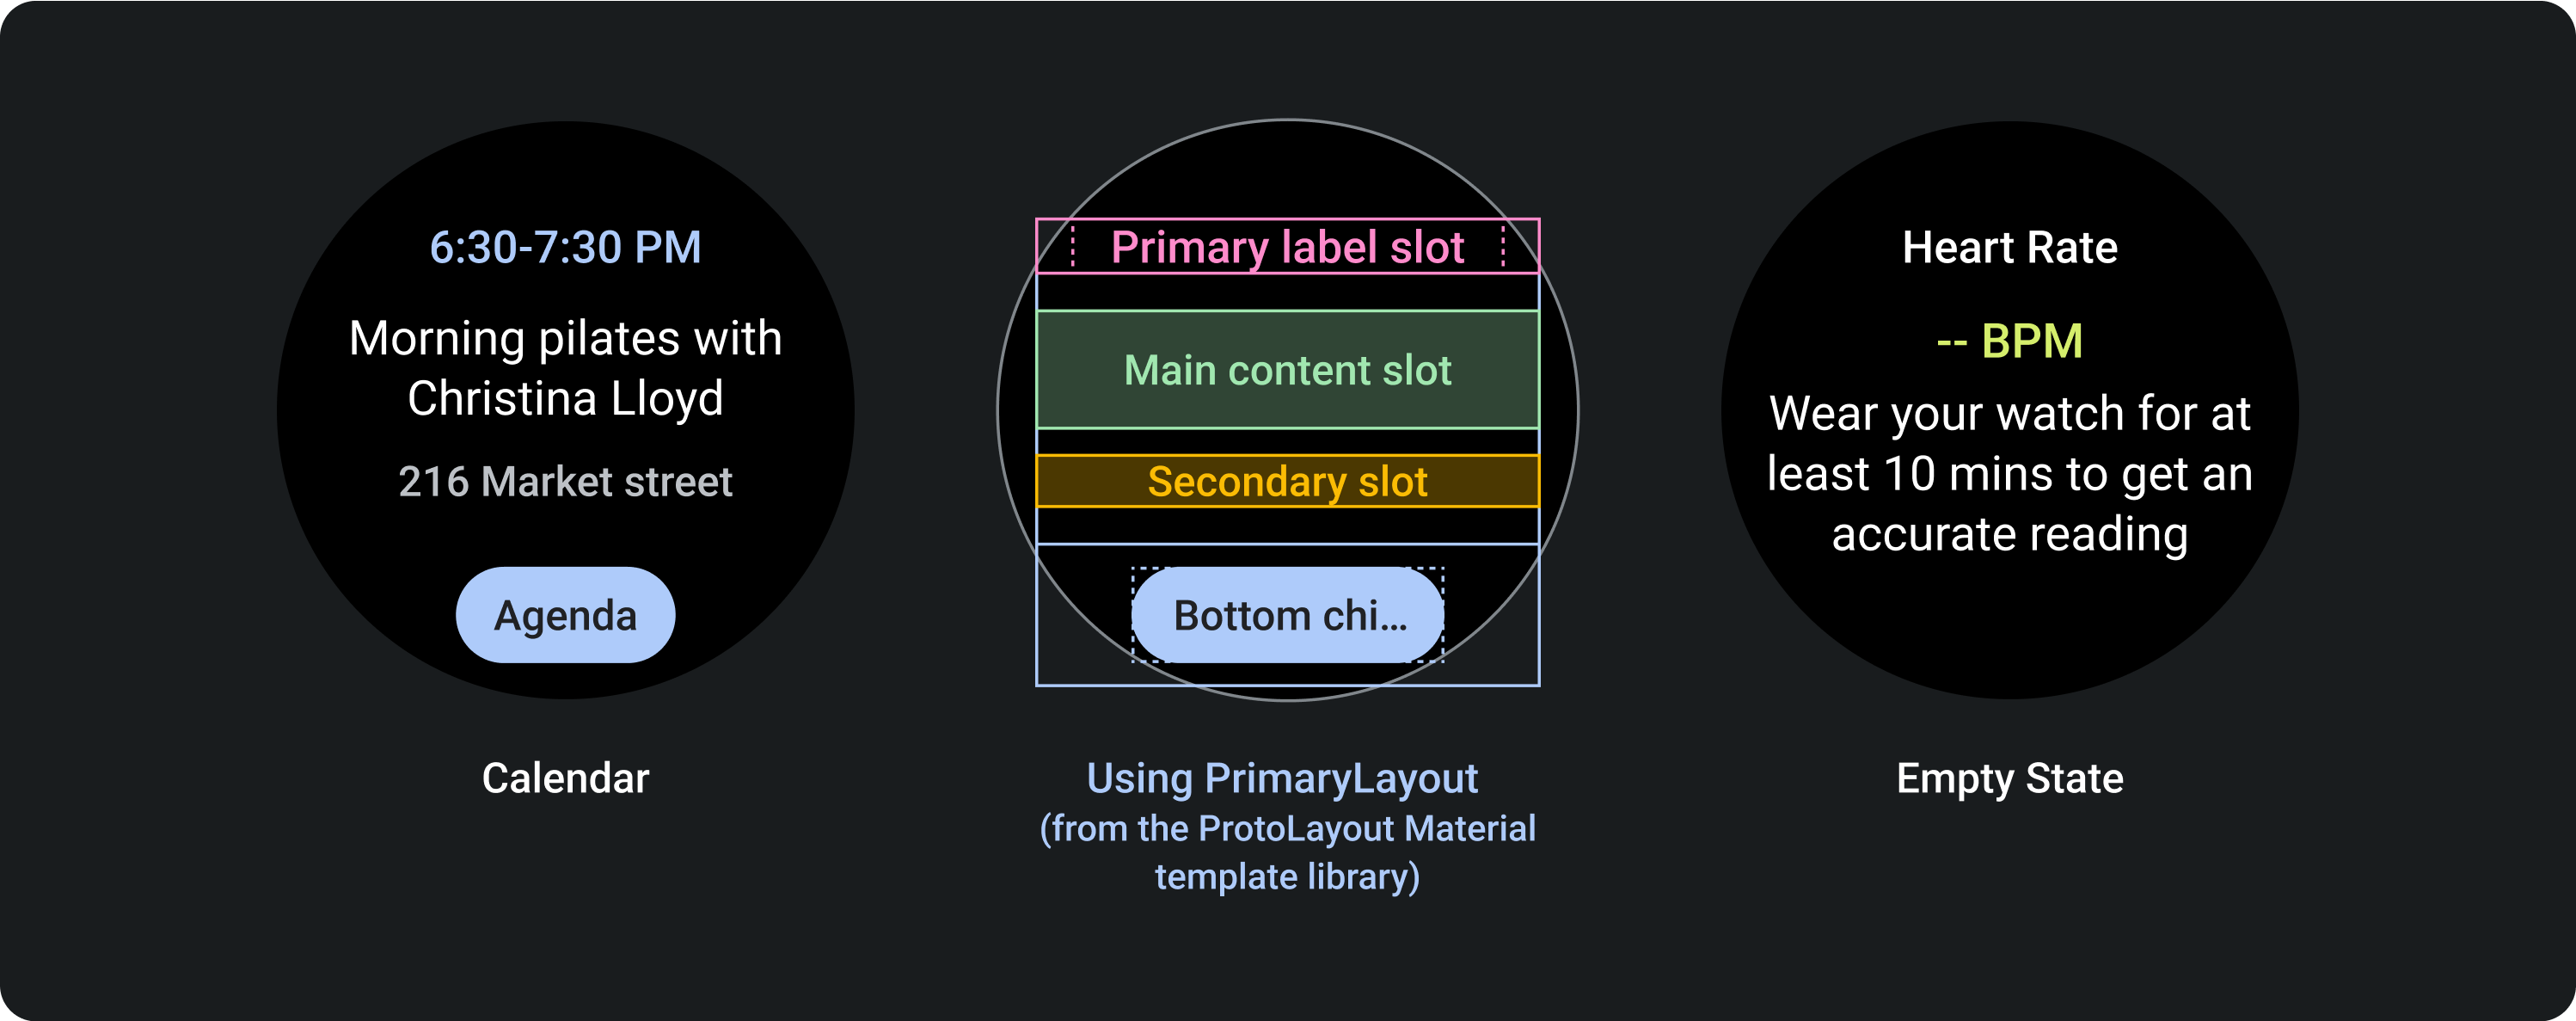 6:30-7:30 PM
Morning pilates with
Christina Lloyd
216 Market street
Agenda
Calendar
Primary label slot
Main content slot
Secondary slot
Bottom chi...
Using PrimaryLayout
(from the ProtoLayout Material
template library)
Heart Rate
-- BPM
Wear your watch for at
least 10 mins to get an
accurate reading
Empty State